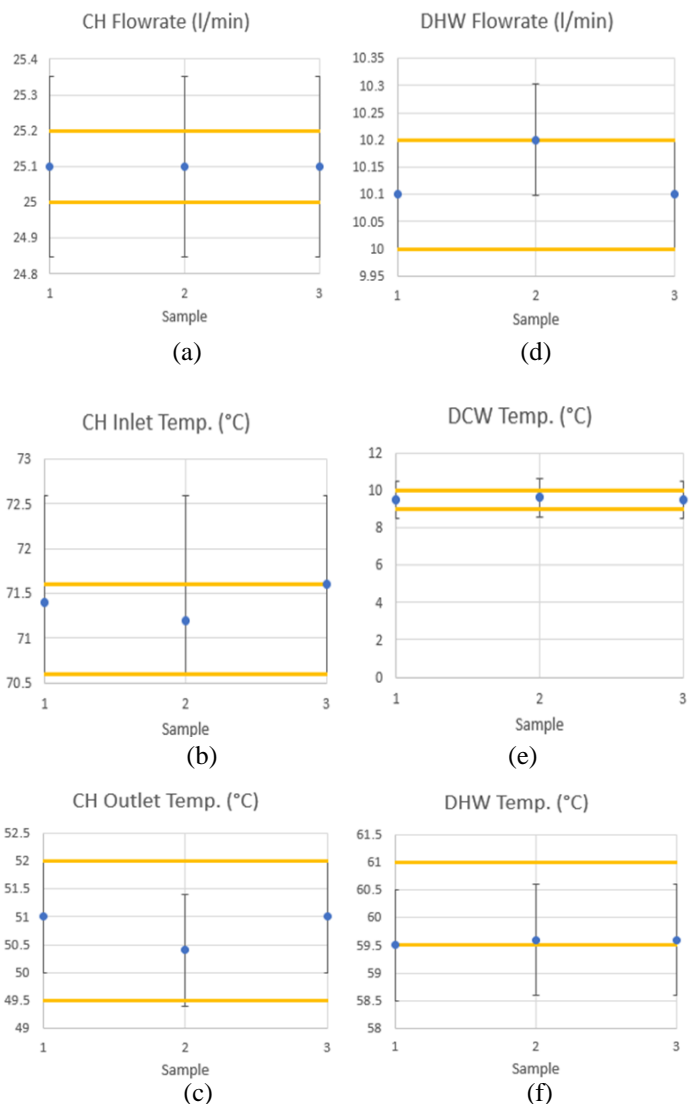 CH Flowrate (l/min)
25.4
25.3
25.2
25.1
25
24.9
24.8
1 2 3
Sample
(a)
DHW Flowrate (l/min)
10.35
10.3
10.25
10.2
10.15
10.1
10.05
10
9.95
1 2 3
Sample
(d)
CH Inlet Temp. (°C)
73
72.5
72
71.5
71
70.5
1 2 3
Sample
(b)
DCW Temp. (°C)
12
10
8
6
4
2
0
1 2 3
Sample
(e)
CH Outlet Temp. (°C)
52.5
52
51.5
51
50.5
50
49.5
49
1 2 3
Sample
(c)
DHW Temp. (°C)
61.5
61
60.5
60
59.5
59
58.5
58
1 2 3
Sample
(f)